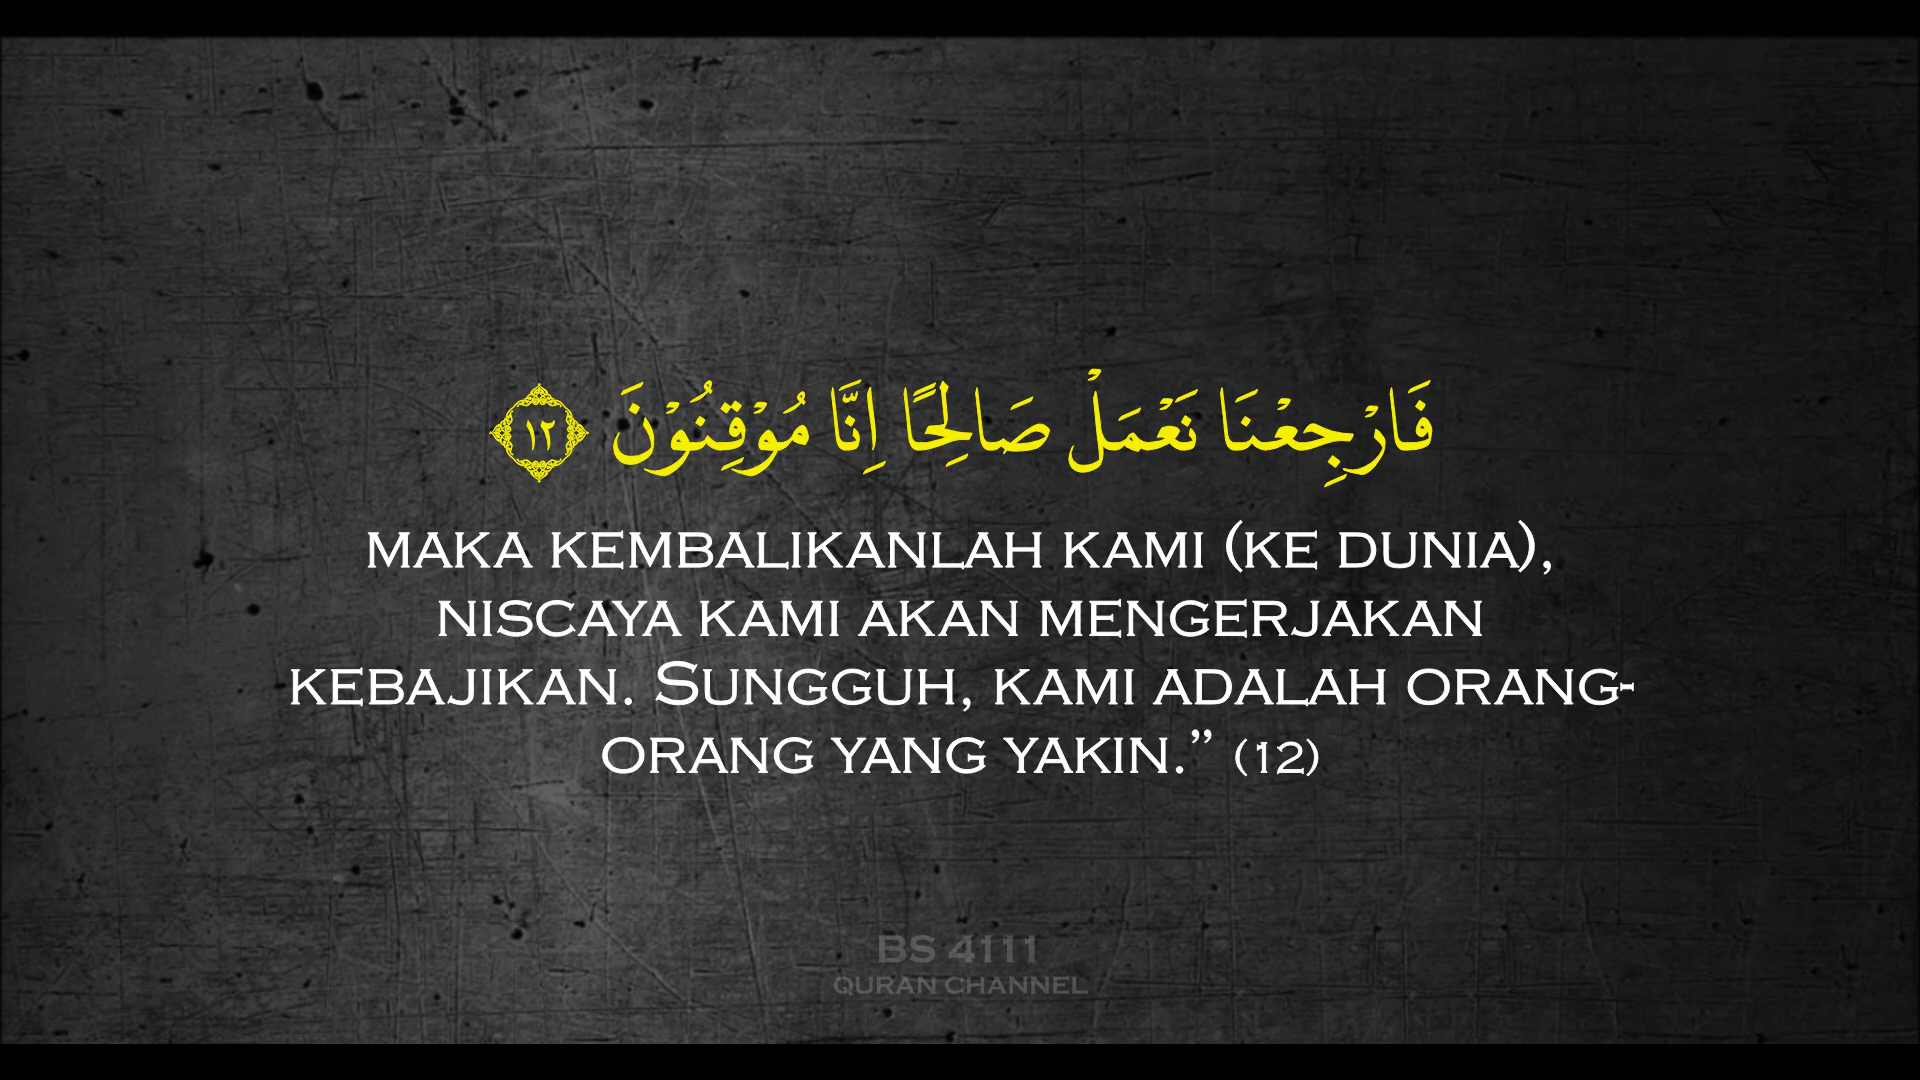 فَارْجِعْنَا نَعْمَلْ صَالِحًا اِنَّا مُوْقِنُوْنَ ١٢
MAKA KEMBALIKANLAH KAMI (KE DUNIA),
NISCAYA KAMI AKAN MENGERJAKAN
KEBAJIKAN. SUNGGUH, KAMI ADALAH ORANG-
ORANG YANG YAKIN.” (12)
BS 4111
QURAN CHANNEL